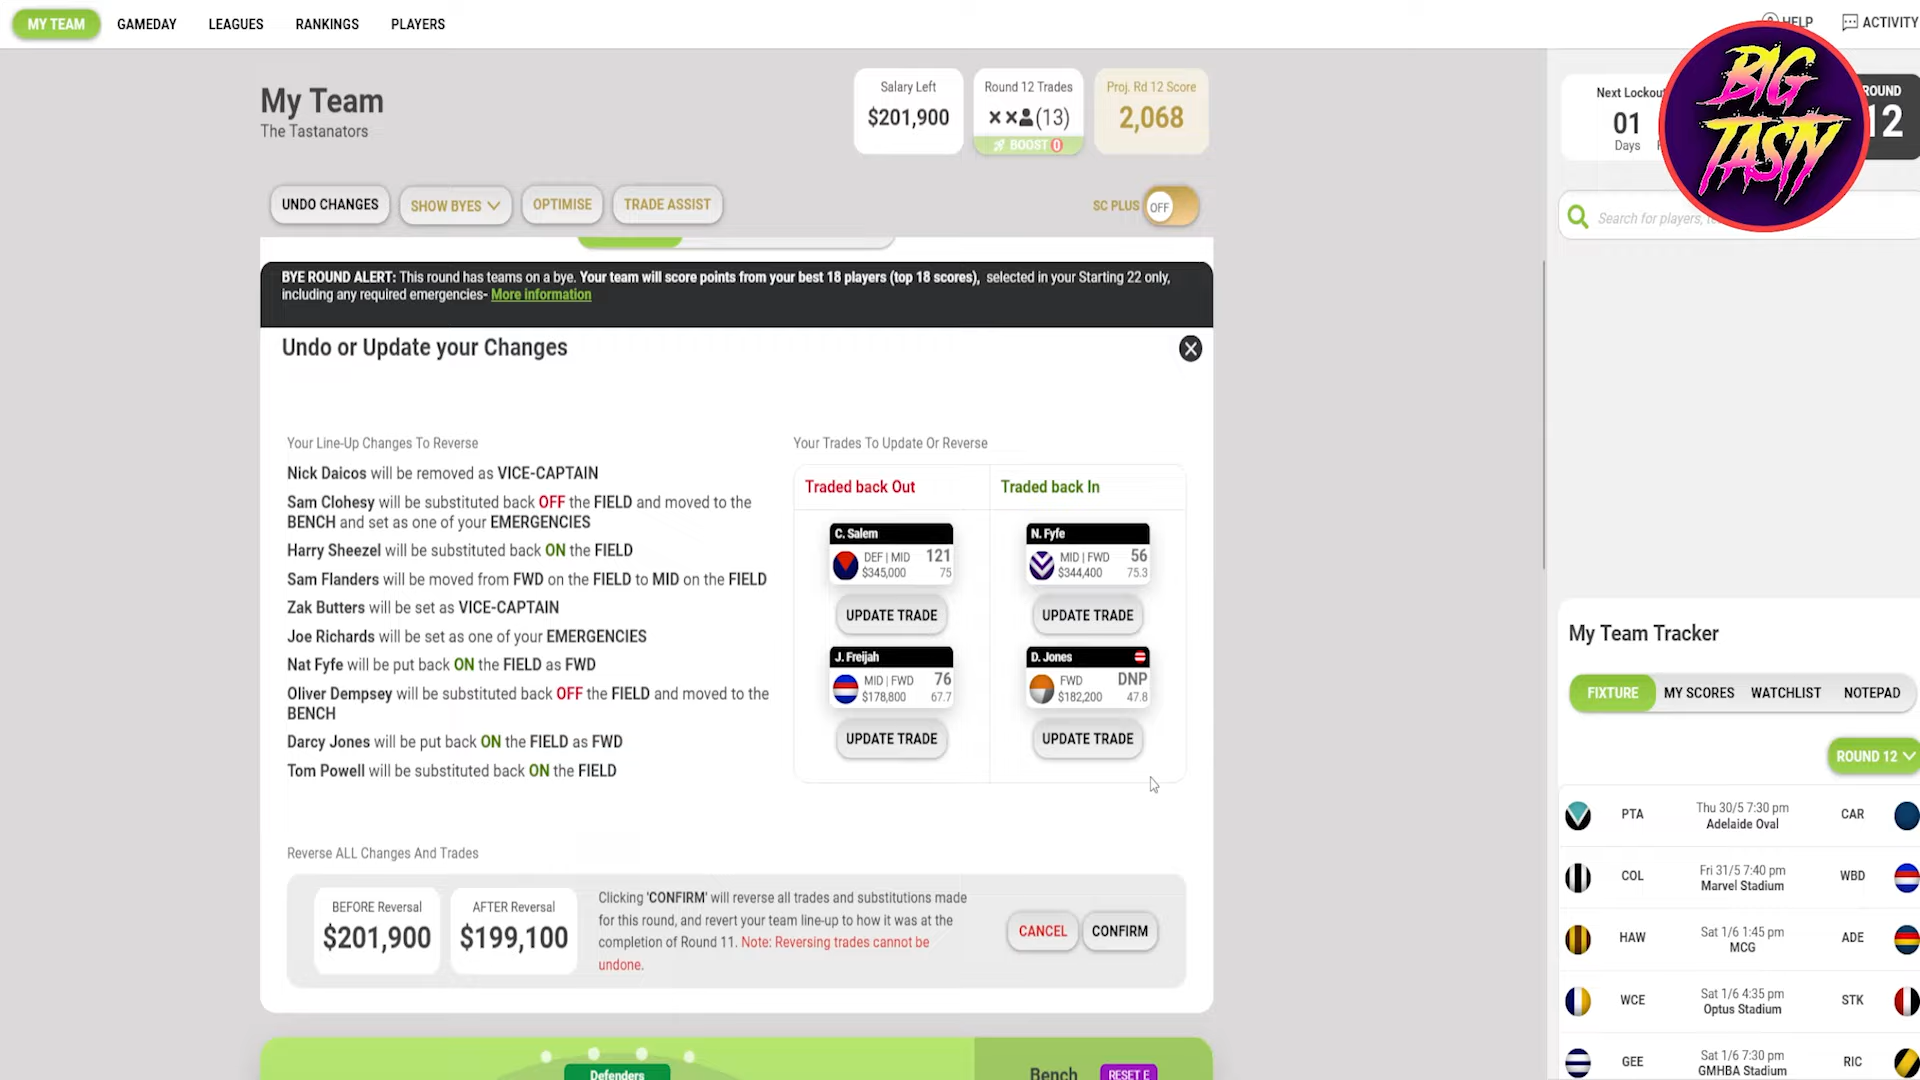 MY TEAM
GAMEDAY
LEAGUES
RANKINGS
PLAYERS
HELP
ACTIVITY
My Team
The Tastanators
Salary Left
$201,900
Round 12 Trades
(13)
BOOST 0
Proj. Rd 12 Score
2,068
Next Lockout
01
Days
ROUND
12
BIG
TASTY
UNDO CHANGES
SHOW BYES
OPTIMISE
TRADE ASSIST
SC PLUS
OFF
Search for players,
BYE ROUND ALERT: This round has teams on a bye. Your team will score points from your best 18 players (top 18 scores), selected in your Starting 22 only,
including any required emergencies- More information
Undo or Update your Changes
Your Line-Up Changes To Reverse
Nick Daicos will be removed as VICE-CAPTAIN
Sam Clohesy will be substituted back OFF the FIELD and moved to the
BENCH and set as one of your EMERGENCIES
Harry Sheezel will be substituted back ON the FIELD
Sam Flanders will be moved from FWD on the FIELD to MID on the FIELD
Zak Butters will be set as VICE-CAPTAIN
Joe Richards will be set as one of your EMERGENCIES
Nat Fyfe will be put back ON the FIELD as FWD
Oliver Dempsey will be substituted back OFF the FIELD and moved to the
BENCH
Darcy Jones will be put back ON the FIELD as FWD
Tom Powell will be substituted back ON the FIELD
Your Trades To Update Or Reverse
Traded back Out
Traded back In
C. Salem
DEF | MID 121
$345,000 75
UPDATE TRADE
N. Fyfe
MID | FWD 56
$344,400 75.3
UPDATE TRADE
J. Freijah
MID | FWD 76
$178,800 67.7
UPDATE TRADE
D. Jones
FWD DNP
$182,200 47.8
UPDATE TRADE
Reverse ALL Changes And Trades
BEFORE Reversal
$201,900
AFTER Reversal
$199,100
Clicking 'CONFIRM' will reverse all trades and substitutions made
for this round, and revert your team line-up to how it was at the
completion of Round 11. Note: Reversing trades cannot be
undone.
CANCEL
CONFIRM
Defenders
Bench
RESET E
My Team Tracker
FIXTURE
MY SCORES
WATCHLIST
NOTEPAD
ROUND 12
PTA
Thu 30/5 7:30 pm
Adelaide Oval
CAR
COL
Fri 31/5 7:40 pm
Marvel Stadium
WBD
HAW
Sat 1/6 1:45 pm
MCG
ADE
WCE
Sat 1/6 4:35 pm
Optus Stadium
STK
GEE
Sat 1/6 7:30 pm
GMHBA Stadium
RIC